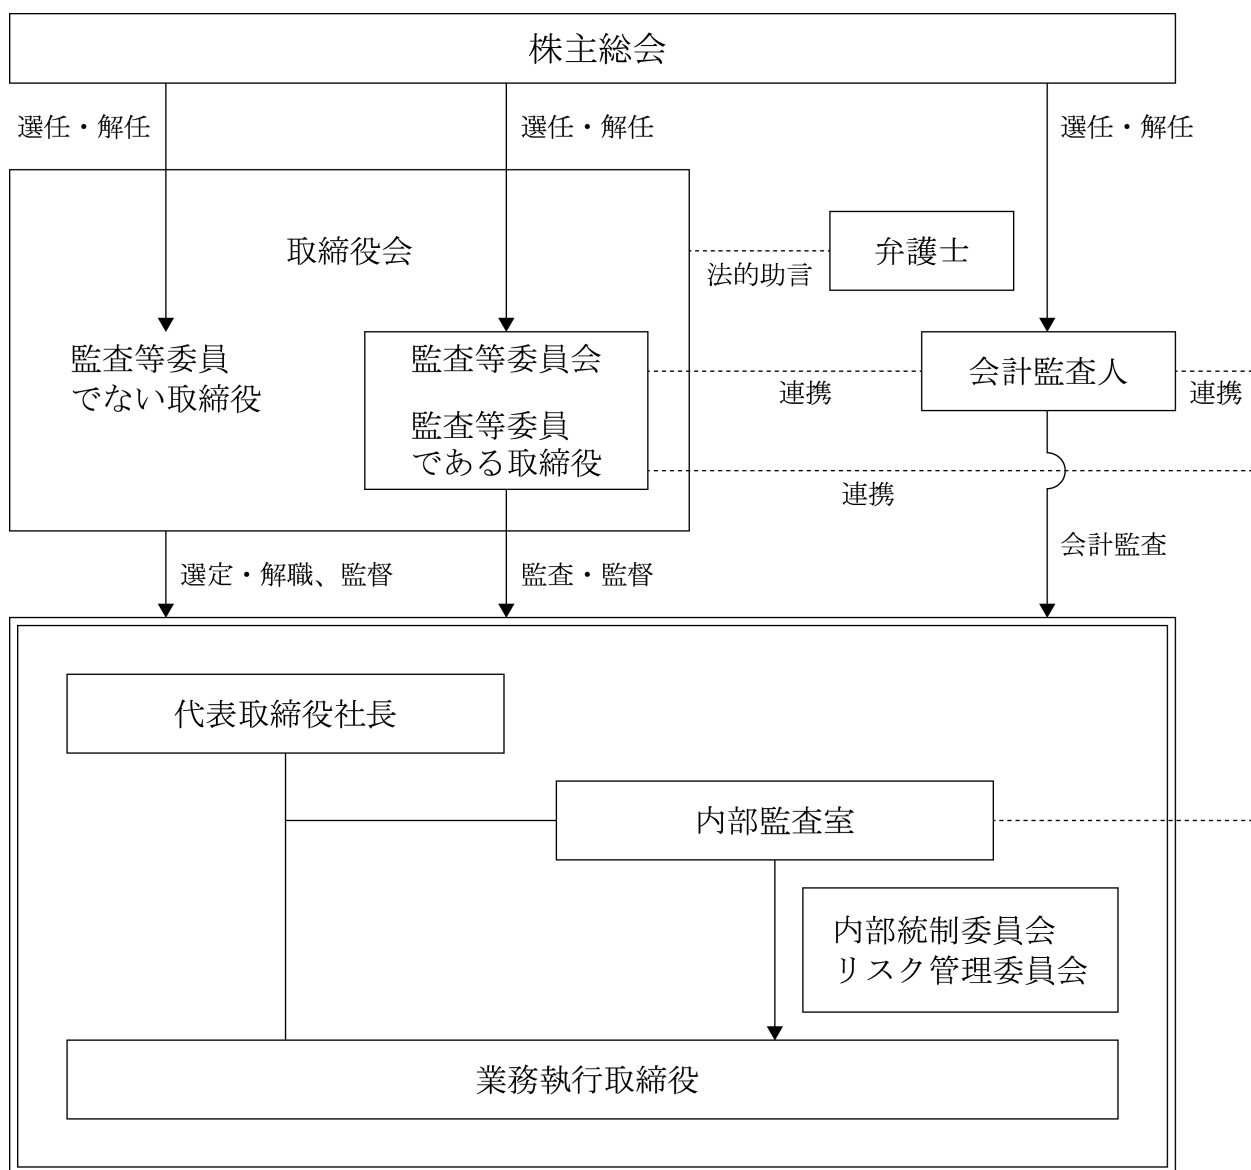 株主総会
選任・解任
選任・解任
選任・解任
取締役会
弁護士
法的助言
監査等委員
でない取締役
監査等委員会
監査等委員
である取締役
会計監査人
連携
連携
連携
会計監査
選定・解職、監督
監査・監督
代表取締役社長
内部監査室
内部統制委員会
リスク管理委員会
業務執行取締役